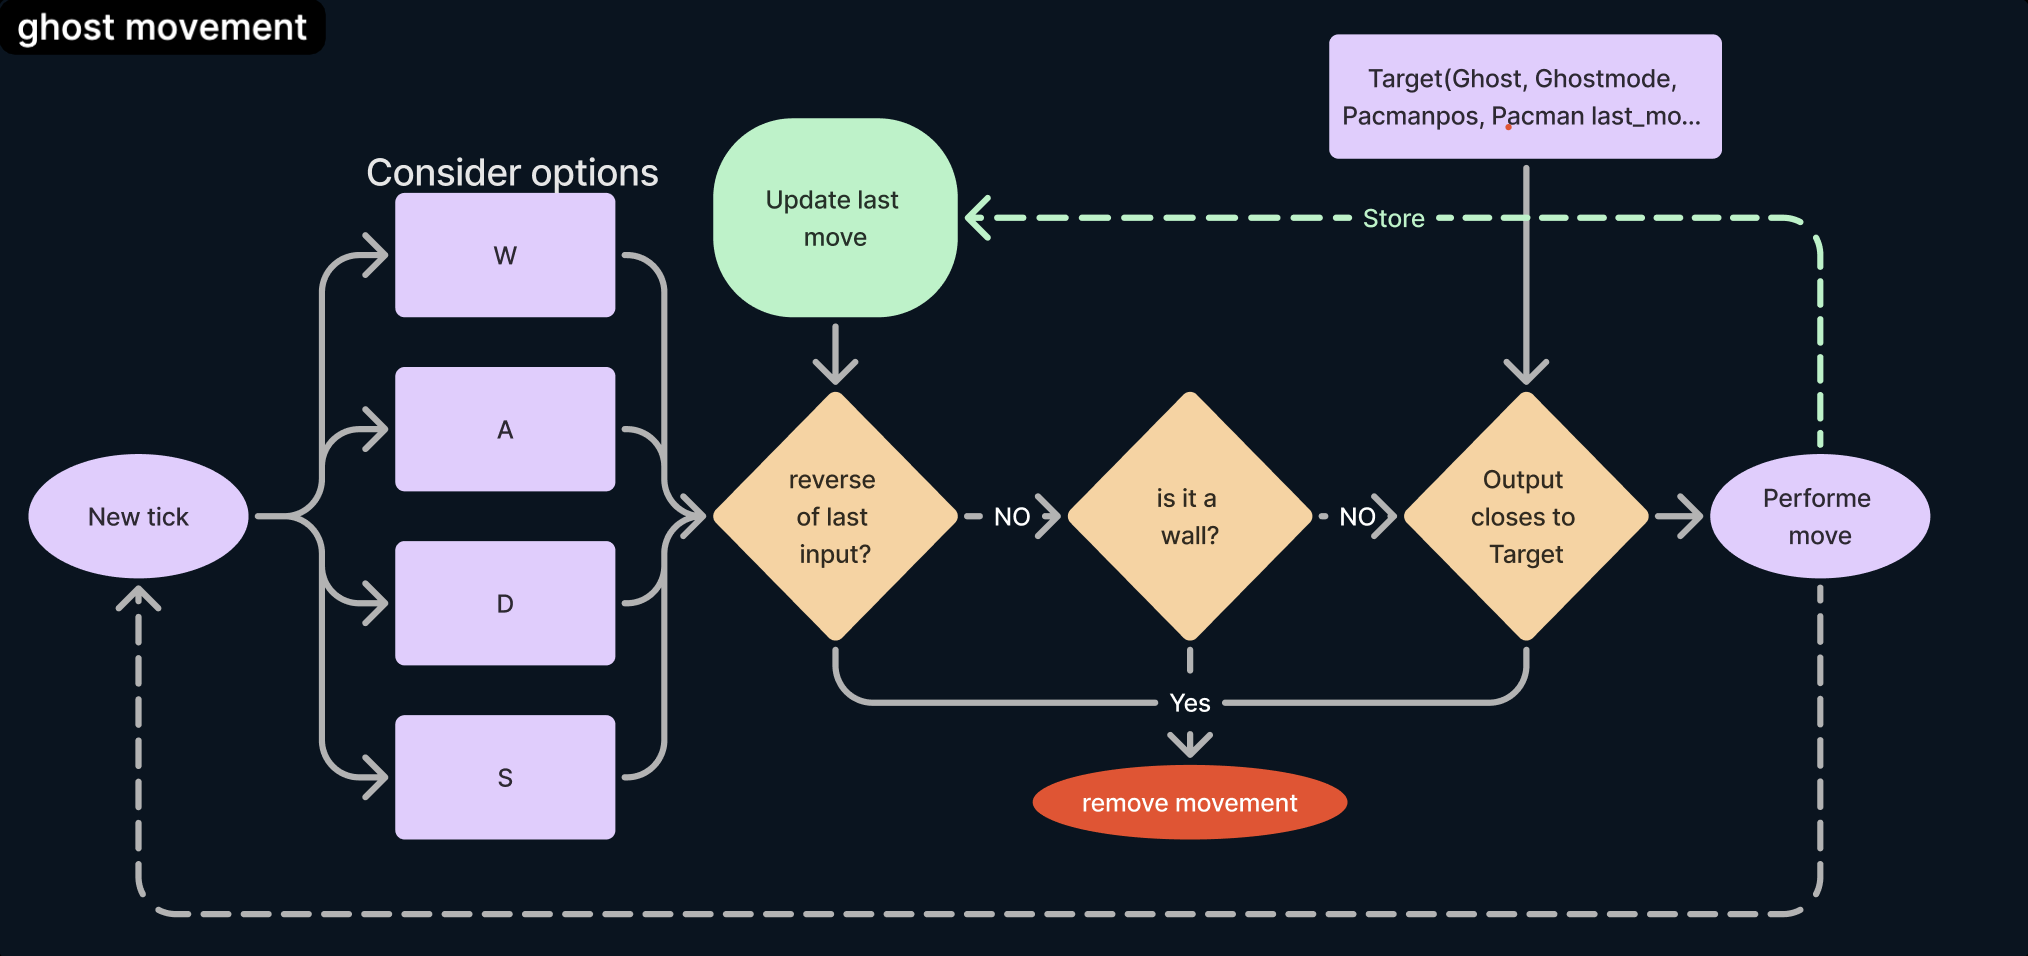 ghost movement
Target(Ghost, Ghostmode,
Pacmanpos, Pacman last_mo...
Consider options
W
Update last
move
Store
A
New tick
reverse
of last
input?
NO
is it a
wall?
NO
Output
closes to
Target
Performe
move
D
S
Yes
remove movement